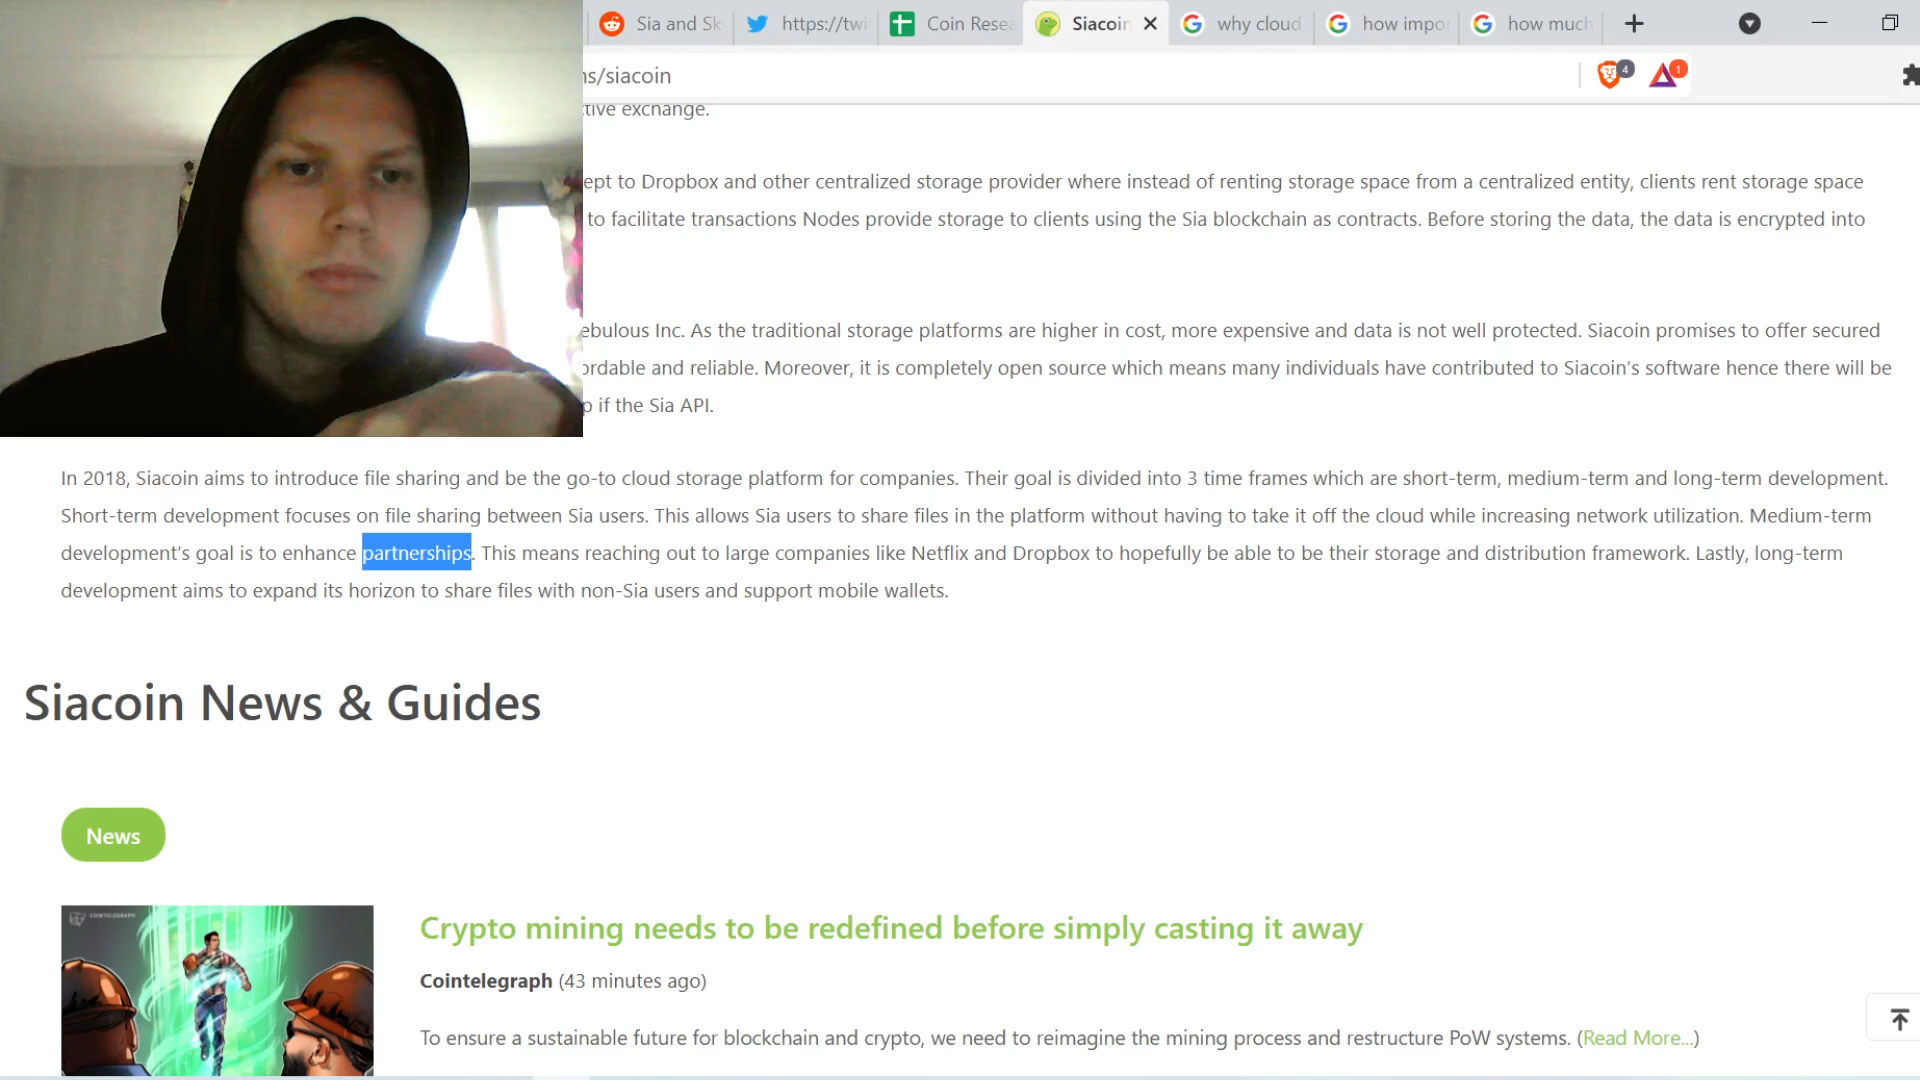 Sia and Sk
https://twi
Coin Resea
Siacoin
why cloud
how impor
how much
ns/siacoin
4
1
ctive exchange.
ept to Dropbox and other centralized storage provider where instead of renting storage space from a centralized entity, clients rent storage space
to facilitate transactions Nodes provide storage to clients using the Sia blockchain as contracts. Before storing the data, the data is encrypted into
ebulous Inc. As the traditional storage platforms are higher in cost, more expensive and data is not well protected. Siacoin promises to offer secured
ordable and reliable. Moreover, it is completely open source which means many individuals have contributed to Siacoin's software hence there will be
p if the Sia API.
In 2018, Siacoin aims to introduce file sharing and be the go-to cloud storage platform for companies. Their goal is divided into 3 time frames which are short-term, medium-term and long-term development.
Short-term development focuses on file sharing between Sia users. This allows Sia users to share files in the platform without having to take it off the cloud while increasing network utilization. Medium-term
development's goal is to enhance partnerships. This means reaching out to large companies like Netflix and Dropbox to hopefully be able to be their storage and distribution framework. Lastly, long-term
development aims to expand its horizon to share files with non-Sia users and support mobile wallets.
Siacoin News & Guides
News
COINTELEGRAPH
Crypto mining needs to be redefined before simply casting it away
Cointelegraph (43 minutes ago)
To ensure a sustainable future for blockchain and crypto, we need to reimagine the mining process and restructure PoW systems. (Read More...)